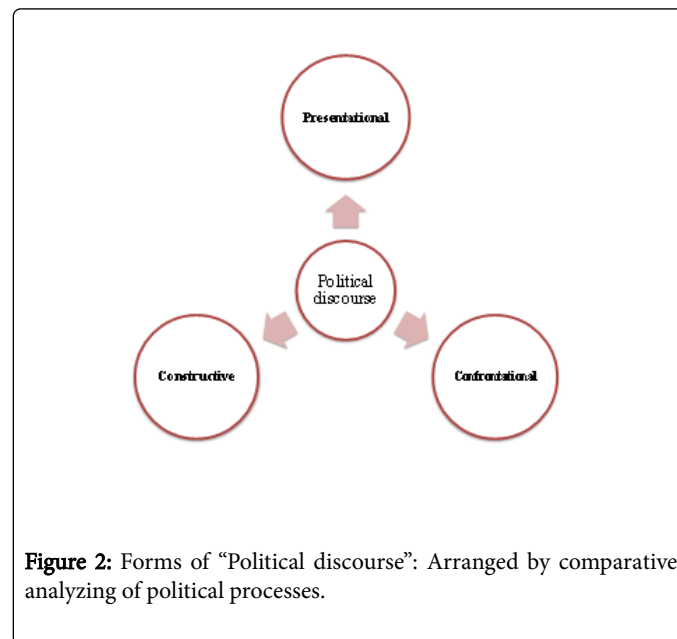 Presentational
Political
discourse
Constructive
Confrontational
Figure 2: Forms of “Political discourse”: Arranged by comparative
analyzing of political processes.